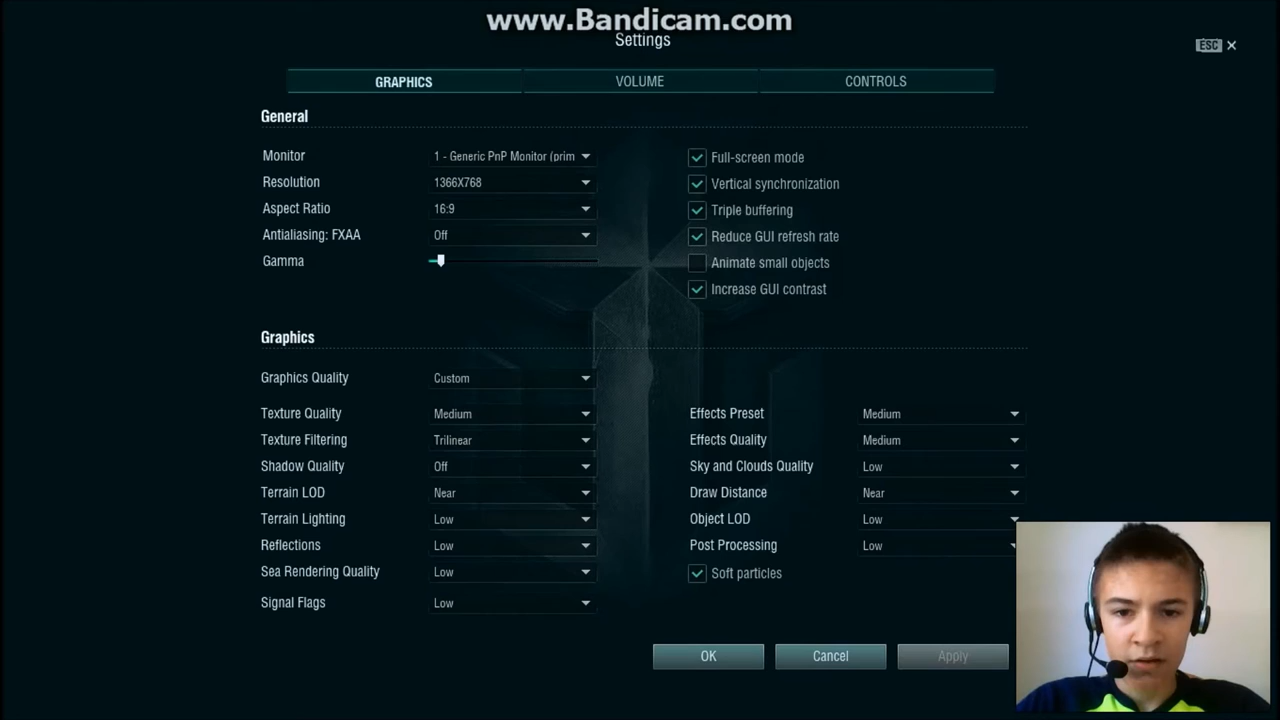 www.Bandicam.com
Settings
ESC ×
GRAPHICS VOLUME CONTROLS
General
Monitor 1 - Generic PnP Monitor (prim
Full-screen mode
Resolution 1366X768
Vertical synchronization
Aspect Ratio 16:9
Triple buffering
Antialiasing: FXAA Off
Reduce GUI refresh rate
Gamma
Animate small objects
Increase GUI contrast
Graphics
Graphics Quality Custom
Texture Quality Medium
Effects Preset Medium
Texture Filtering Trilinear
Effects Quality Medium
Shadow Quality Off
Sky and Clouds Quality Low
Terrain LOD Near
Draw Distance Near
Terrain Lighting Low
Object LOD Low
Reflections Low
Post Processing Low
Sea Rendering Quality Low
Soft particles
Signal Flags Low
OK Cancel Apply